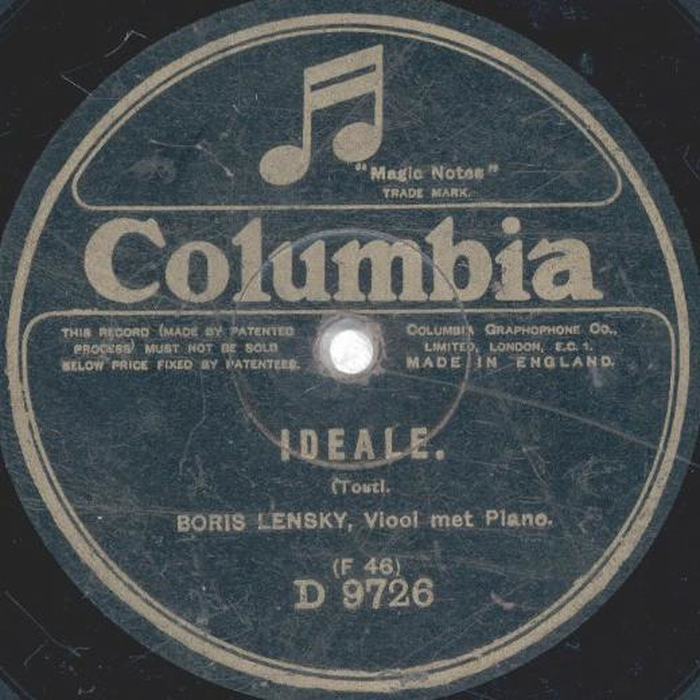 "Magic Notes"
TRADE MARK.
Columbia
THIS RECORD (MADE BY PATENTED
PROCESS) MUST NOT BE SOLD
BELOW PRICE FIXED BY PATENTEES.
COLUMBIA GRAPHOPHONE CO.,
LIMITED, LONDON, E.C. 1.
MADE IN ENGLAND.
IDEALE.
(Tosti.
BORIS LENSKY, Viool met Piano.
(F 46)
D 9726